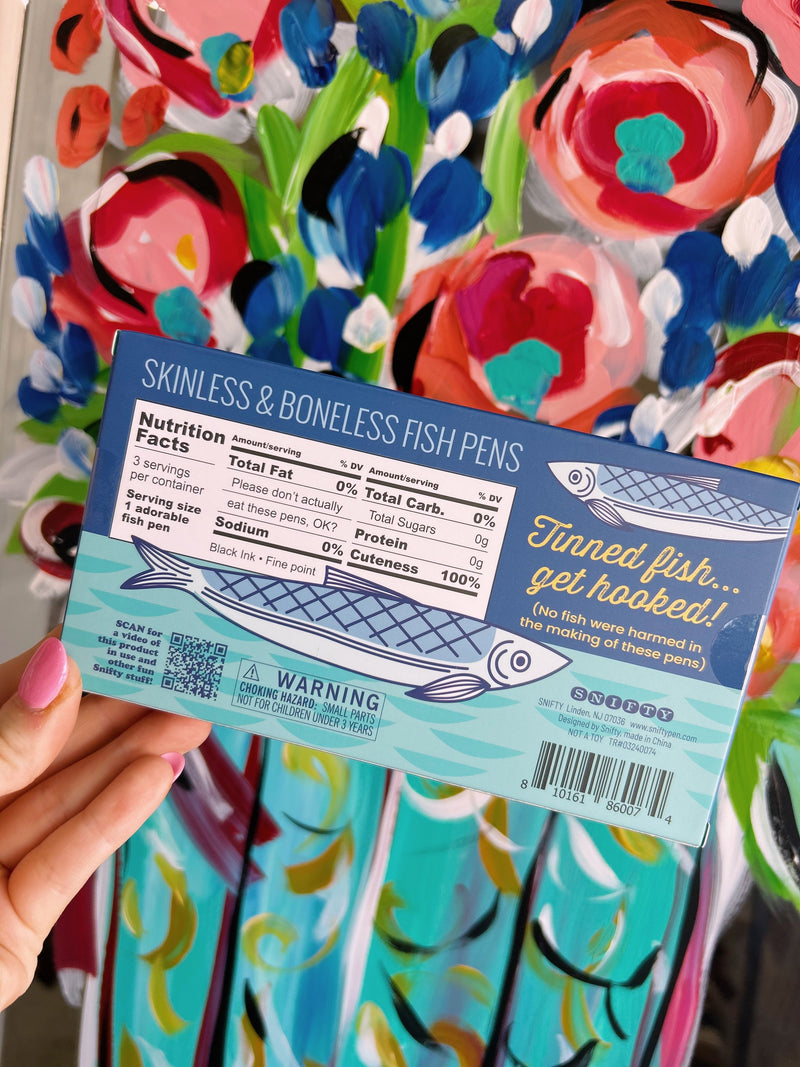 SKINLESS & BONELESS FISH PENS
Nutrition
Facts
3 servings
per container
Serving size
1 adorable
fish pen
Amount/serving % DV
Total Fat 0%
Please don't actually
eat these pens, OK?
Sodium 0%
Black Ink • Fine point
Amount/serving % DV
Total Carb. 0%
Total Sugars 0g
Protein 0g
Cuteness 100%
Tinned fish...
get hooked!
(No fish were harmed in
the making of these pens)
SCAN for
a video of
this product
in use and
other fun
Snifty stuff!
WARNING
CHOKING HAZARD: SMALL PARTS
NOT FOR CHILDREN UNDER 3 YEARS
SNIFTY
SNIFTY Linden, NJ 07036 www.sniftypen.com
Designed by Snifty, made in China
NOT A TOY TR#03240074
8 10161 86007 4